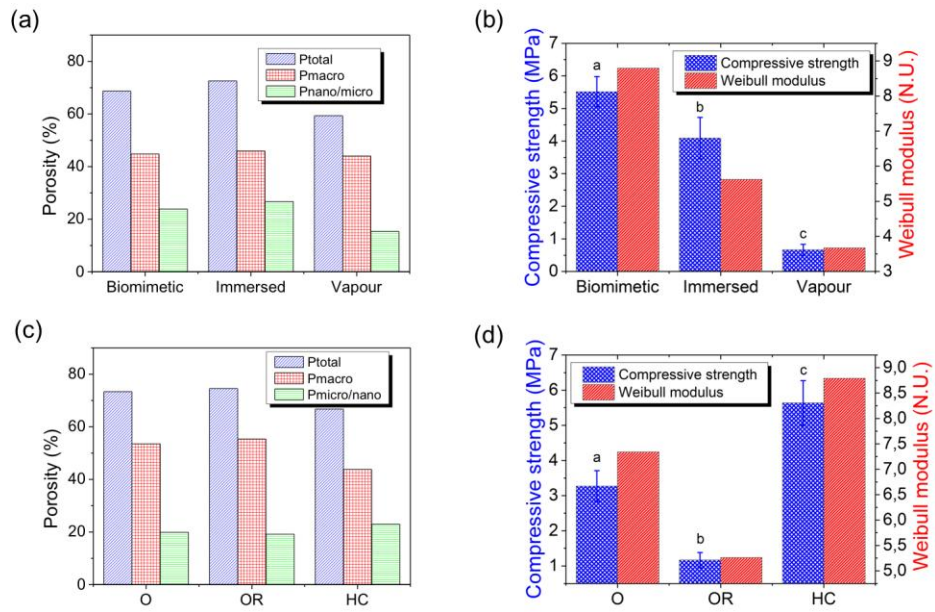 (a)
Porosity (%)
80
60
40
20
0
Ptotal
Pmacro
Pnano/micro
Biomimetic Immersed Vapour
(b)
Compressive strength (MPa)
7
6
5
4
3
2
1
0
a
b
c
Compressive strength
Weibull modulus
9
8
7
6
5
4
3
Weibull modulus (N.U.)
Biomimetic Immersed Vapour
(c)
Porosity (%)
80
60
40
20
0
Ptotal
Pmacro
Pmicro/nano
O OR HC
(d)
Compressive strength (MPa)
7
6
5
4
3
2
1
a
b
c
Compressive strength
Weibull modulus
9,0
8,5
8,0
7,5
7,0
6,5
6,0
5,5
5,0
Weibull modulus (N.U.)
O OR HC